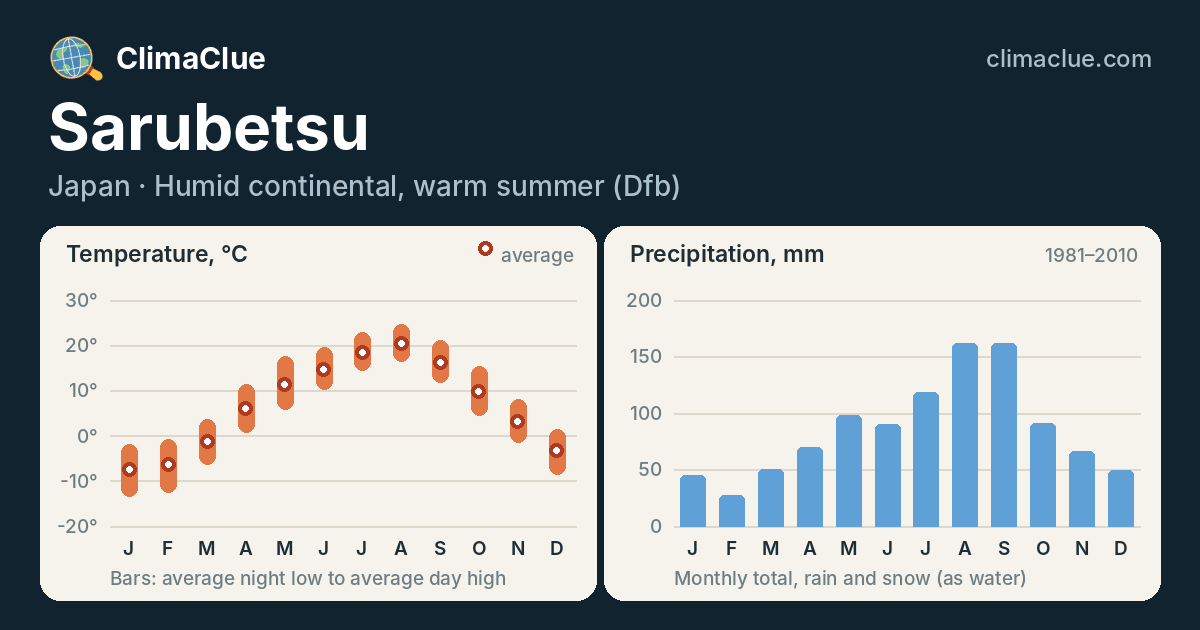 ClimaClue
climaclue.com
Sarubetsu
Japan · Humid continental, warm summer (Dfb)
Temperature, °C
average
30°
20°
10°
0°
-10°
-20°
J F M A M J J A S O N D
Bars: average night low to average day high
Precipitation, mm
1981–2010
200
150
100
50
0
J F M A M J J A S O N D
Monthly total, rain and snow (as water)